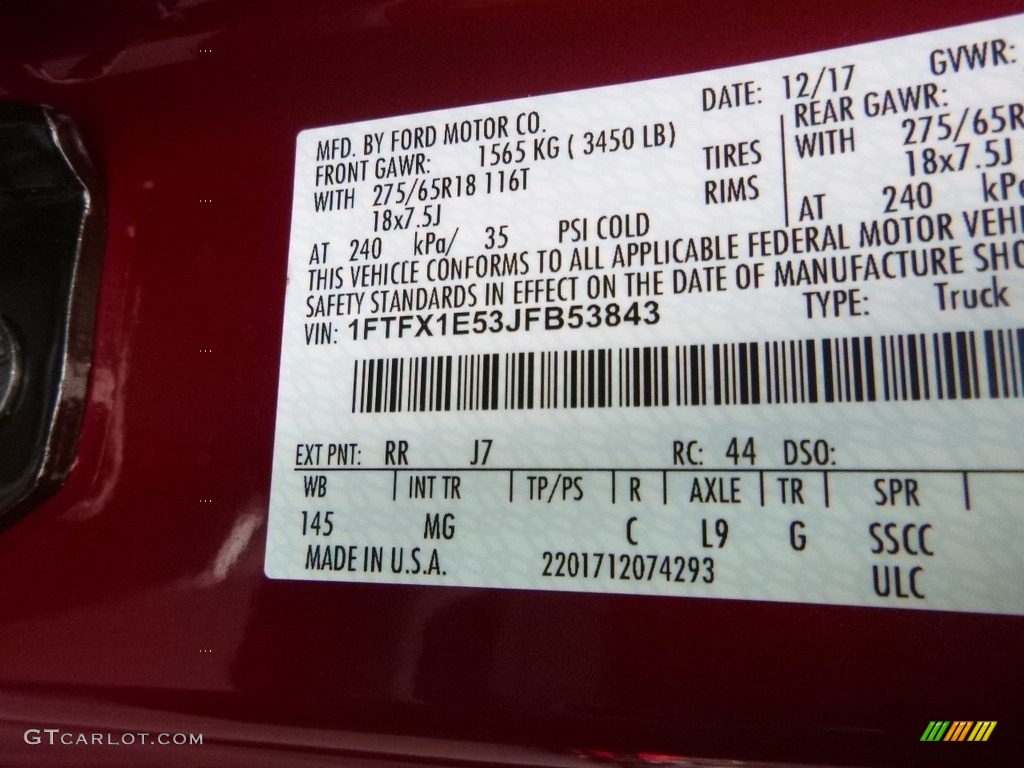 MFD. BY FORD MOTOR CO. DATE: 12/17 GVWR:
FRONT GAWR: 1565 KG ( 3450 LB) REAR GAWR:
WITH 275/65R18 116T TIRES WITH 275/65R
18x7.5J RIMS 18x7.5J
AT 240 kPa/ 35 PSI COLD AT 240 kPa
THIS VEHICLE CONFORMS TO ALL APPLICABLE FEDERAL MOTOR VEHI
SAFETY STANDARDS IN EFFECT ON THE DATE OF MANUFACTURE SHO
VIN: 1FTFX1E53JFB53843 TYPE: Truck
EXT PNT: RR J7 RC: 44 DSO:
WB INT TR TP/PS R AXLE TR SPR
145 MG C L9 G SSCC
MADE IN U.S.A. 2201712074293 ULC
GTCARLOT.COM